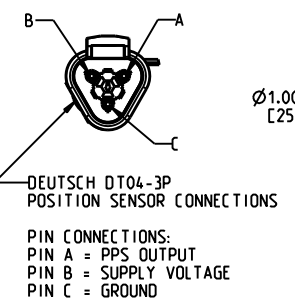 B
A
C
Ø1.00
[25
DEUTSCH DT04-3P
POSITION SENSOR CONNECTIONS
PIN CONNECTIONS:
PIN A = PPS OUTPUT
PIN B = SUPPLY VOLTAGE
PIN C = GROUND